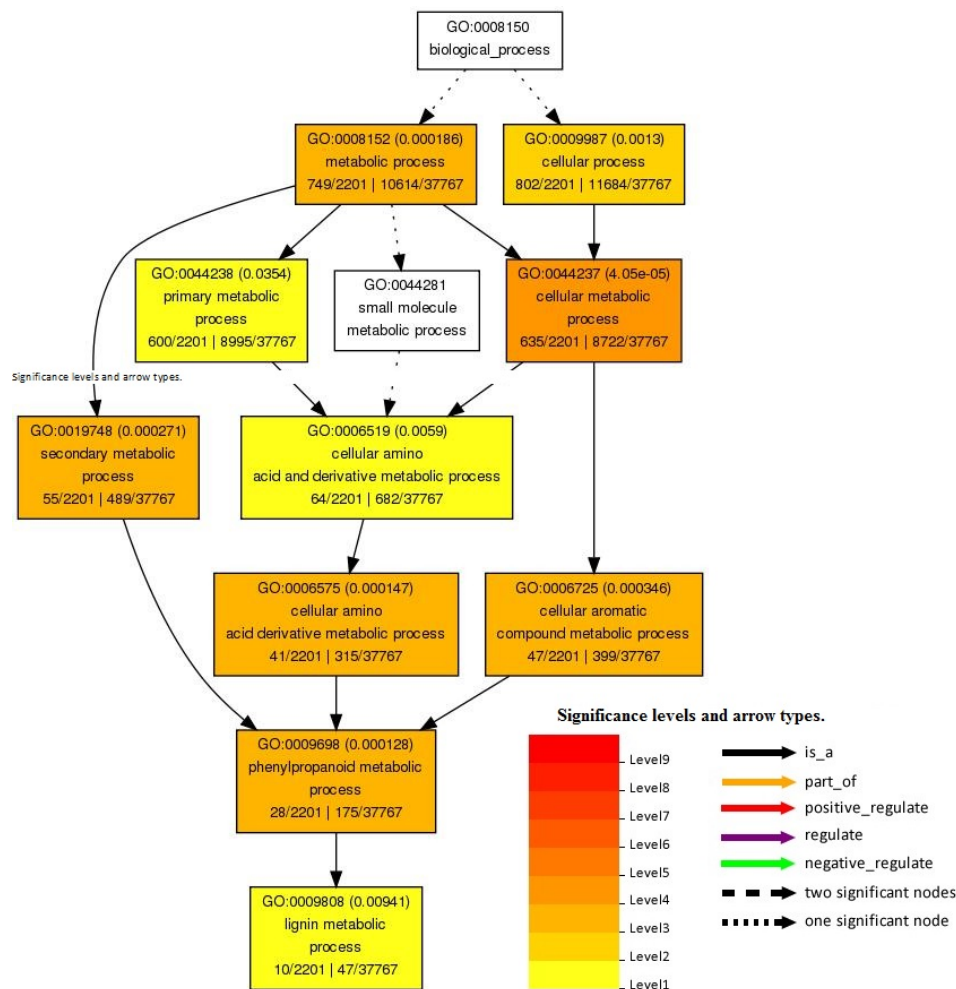 GO:0008150
biological_process
GO:0008152 (0.000186)
metabolic process
749/2201 | 10614/37767
GO:0009987 (0.0013)
cellular process
802/2201 | 11684/37767
GO:0044238 (0.0354)
primary metabolic
process
600/2201 | 8995/37767
GO:0044281
small molecule
metabolic process
GO:0044237 (4.05e-05)
cellular metabolic
process
635/2201 | 8722/37767
Significance levels and arrow types.
GO:0019748 (0.000271)
secondary metabolic
process
55/2201 | 489/37767
GO:0006519 (0.0059)
cellular amino
acid and derivative metabolic process
64/2201 | 682/37767
GO:0006575 (0.000147)
cellular amino
acid derivative metabolic process
41/2201 | 315/37767
GO:0006725 (0.000346)
cellular aromatic
compound metabolic process
47/2201 | 399/37767
GO:0009698 (0.000128)
phenylpropanoid metabolic
process
28/2201 | 175/37767
GO:0009808 (0.00941)
lignin metabolic
process
10/2201 | 47/37767
Significance levels and arrow types.
Level9
Level8
Level7
Level6
Level5
Level4
Level3
Level2
Level1
is_a
part_of
positive_regulate
regulate
negative_regulate
two significant nodes
one significant node